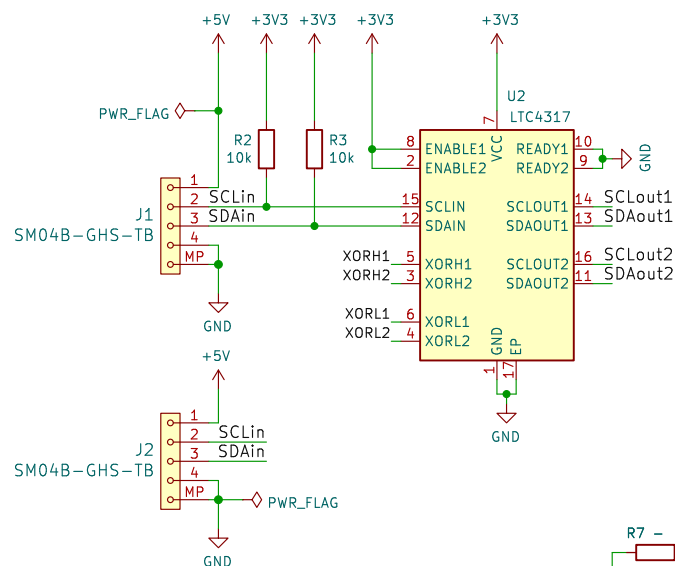 +5V +3V3 +3V3 +3V3 +3V3
U2
LTC4317
PWR_FLAG
R2
10k
R3
10k
7
VCC
8 ENABLE1
2 ENABLE2
READY1 10
READY2 9
GND
J1
SM04B-GHS-TB
1
2 SCLin
3 SDAin
4
MP
GND
15 SCLIN
12 SDAIN
SCLOUT1 14 SCLout1
SDAOUT1 13 SDAout1
XORH1 5 XORH1
XORH2 3 XORH2
SCLOUT2 16 SCLout2
SDAOUT2 11 SDAout2
XORL1 6 XORL1
XORL2 4 XORL2
GND EP
1 17
GND
+5V
J2
SM04B-GHS-TB
1
2 SCLin
3 SDAin
4
MP
PWR_FLAG
GND
R7 -